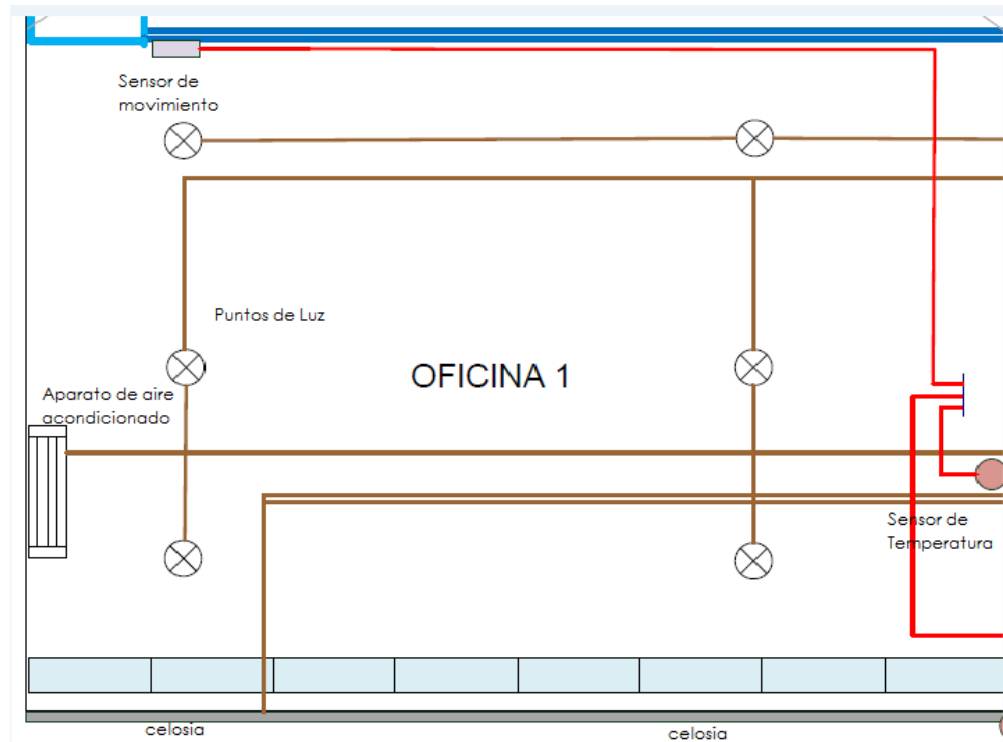 Sensor de
movimiento
Puntos de Luz
OFICINA 1
Aparato de aire
acondicionado
Sensor de
Temperatura
celosia
celosia